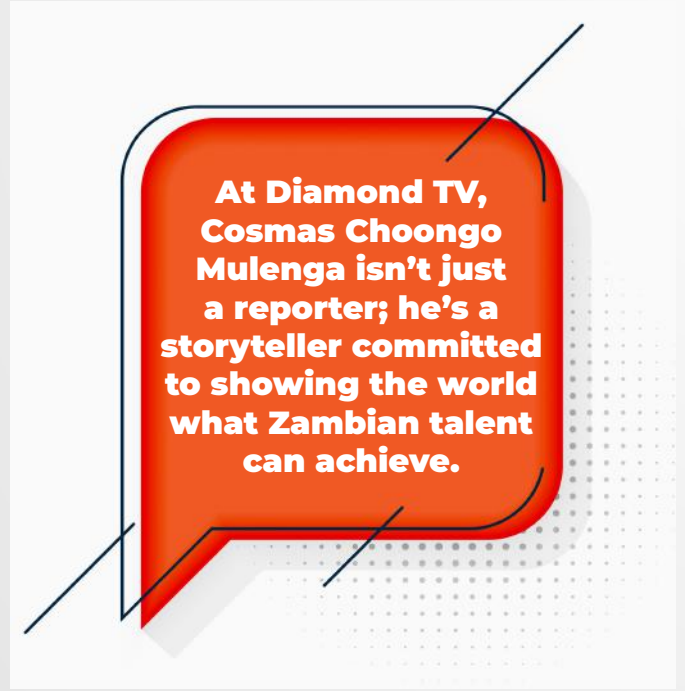 At Diamond TV,
Cosmas Choongo
Mulenga isn’t just
a reporter; he’s a
storyteller committed
to showing the world
what Zambian talent
can achieve.